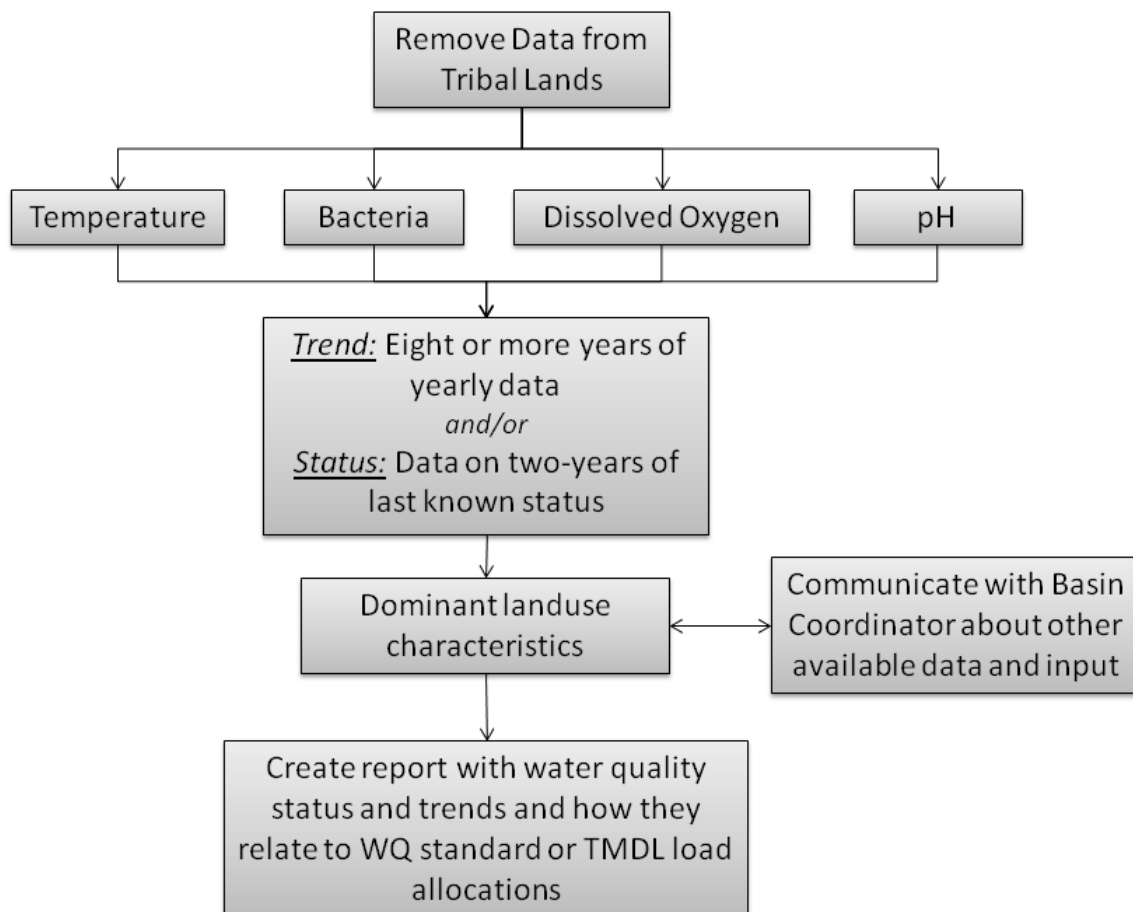 Remove Data from
Tribal Lands
Temperature
Bacteria
Dissolved Oxygen
pH
Trend: Eight or more years of
yearly data
and/or
Status: Data on two-years of
last known status
Dominant landuse
characteristics
Communicate with Basin
Coordinator about other
available data and input
Create report with water quality
status and trends and how they
relate to WQ standard or TMDL load
allocations